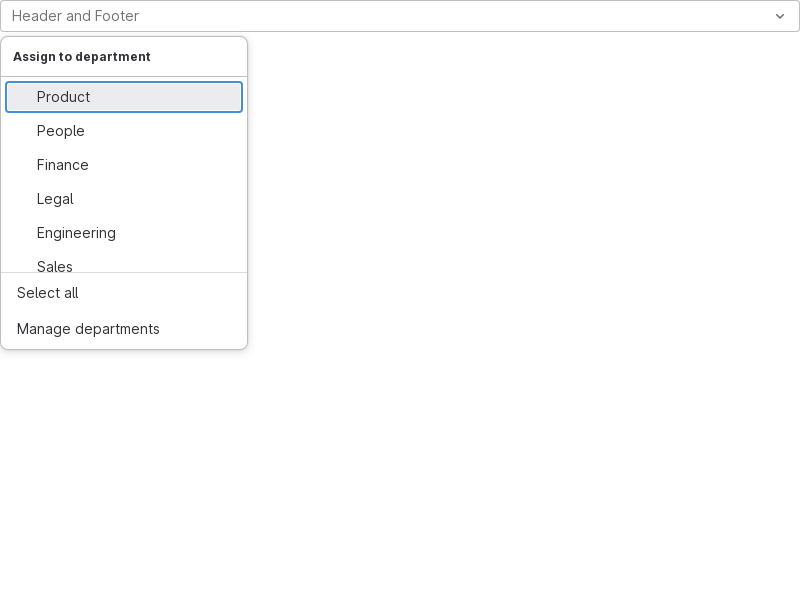 Header and Footer
Assign to department
Product
People
Finance
Legal
Engineering
Sales
Select all
Manage departments